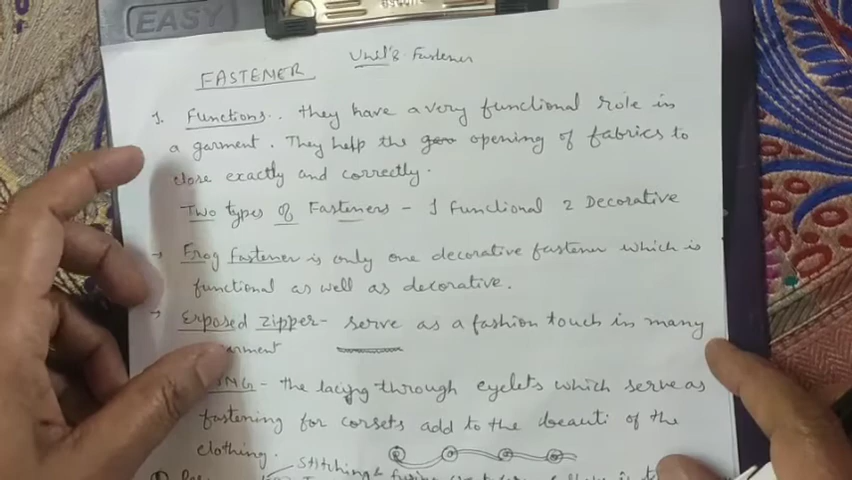 EASY
Unit 8 Fastener
FASTENER
1. Functions.. they have a very functional role in
a garment. They help the opening of fabrics to
close exactly and correctly.
Two types of Fasteners - 1 functional 2 Decorative
→ Frog fastener is only one decorative fastener which is
functional as well as decorative.
→ Exposed zipper- serve as a fashion touch in many
arment
ING - the lacing through eyelets which serve as
fastening for corsets add to the beauti of the
clothing.
Stitching &